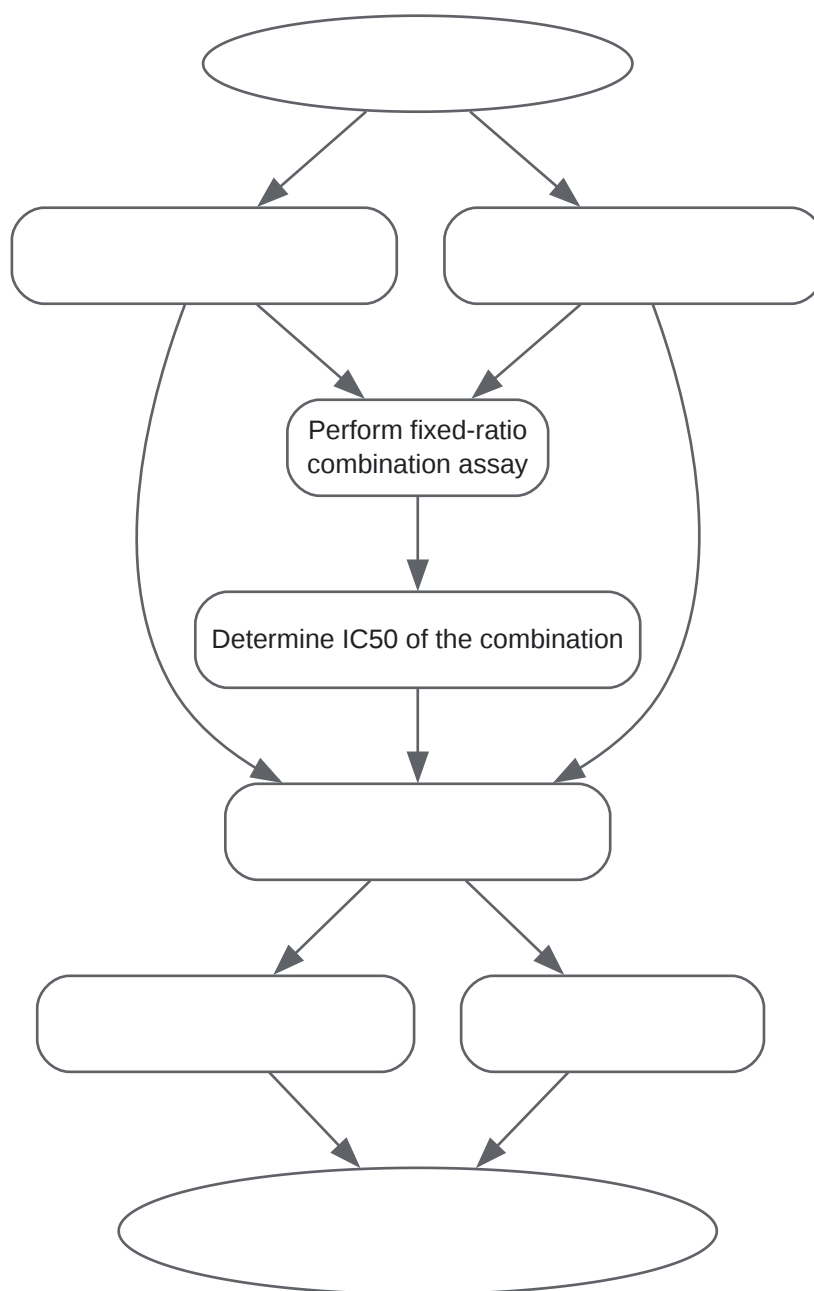 Perform fixed-ratio
combination assay
Determine IC50 of the combination